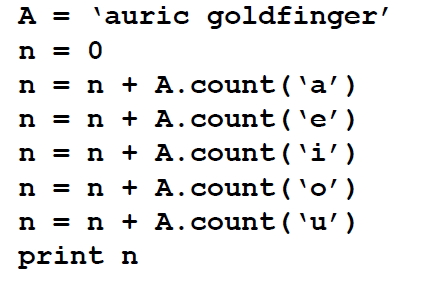 A = ‘auric goldfinger’
n = 0
n = n + A.count(‘a’)
n = n + A.count(‘e’)
n = n + A.count(‘i’)
n = n + A.count(‘o’)
n = n + A.count(‘u’)
print n